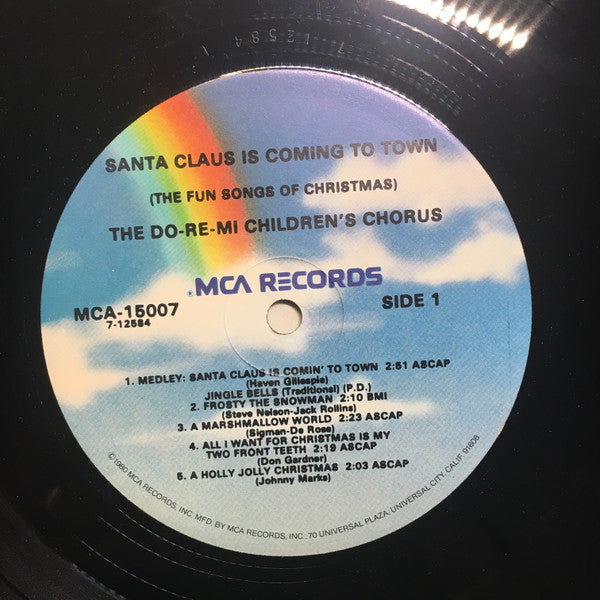 7-12584 1
SANTA CLAUS IS COMING TO TOWN
(THE FUN SONGS OF CHRISTMAS)
THE DO-RE-MI CHILDREN'S CHORUS
® MCA RECORDS
MCA-15007
7-12584
SIDE 1
1. MEDLEY: SANTA CLAUS IS COMIN' TO TOWN 2:51 ASCAP
(Haven Gillespie)
JINGLE BELLS (Traditional) (P.D.)
2. FROSTY THE SNOWMAN 2:10 BMI
(Steve Nelson-Jack Rollins)
3. A MARSHMALLOW WORLD 2:23 ASCAP
(Sigman-De Rose)
4. ALL I WANT FOR CHRISTMAS IS MY
TWO FRONT TEETH 2:19 ASCAP
(Don Gardner)
5. A HOLLY JOLLY CHRISTMAS 2:03 ASCAP
(Johnny Marks)
©1980 MCA RECORDS, INC. MFD. BY MCA RECORDS, INC., 70 UNIVERSAL PLAZA, UNIVERSAL CITY, CALIF. 91608